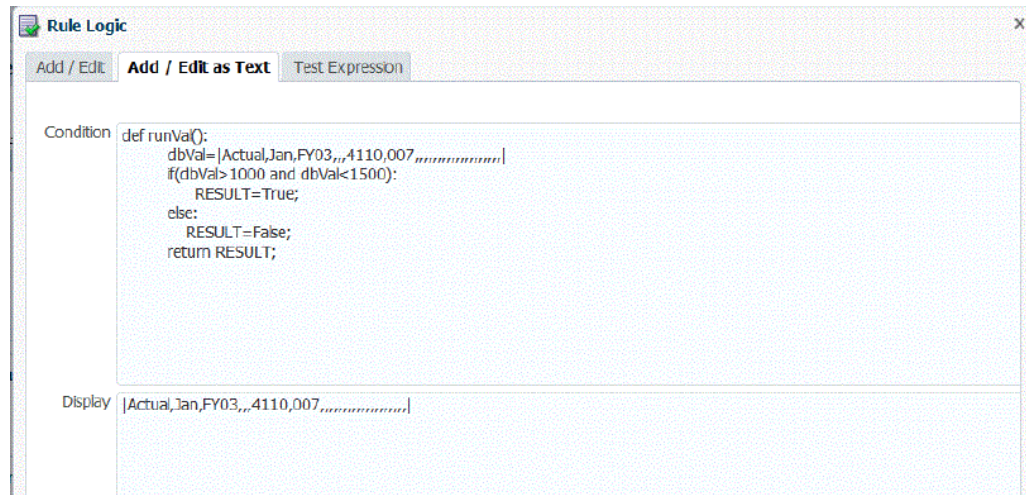 Rule Logic
×
Add / Edit
Add / Edit as Text
Test Expression
Condition
def runVal():
dbVal=|Actual,Jan,FY03,,,4110,007,,,,,,,,,,,,,,,,,,,,|
if(dbVal>1000 and dbVal<1500):
RESULT=True;
else:
RESULT=False;
return RESULT;
Display
|Actual,Jan,FY03,,,4110,007,,,,,,,,,,,,,,,,,,,,|